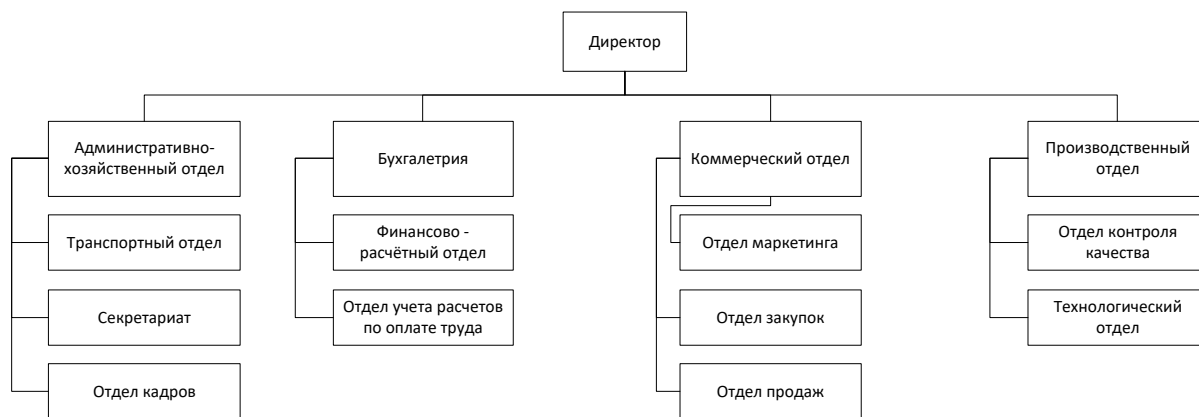 Директор
Административно-
хозяйственный отдел
Бухгалетрия
Коммерческий отдел
Производственный
отдел
Транспортный отдел
Финансово -
расчётный отдел
Отдел маркетинга
Отдел контроля
качества
Секретариат
Отдел учета расчетов
по оплате труда
Отдел закупок
Технологический
отдел
Отдел кадров
Отдел продаж